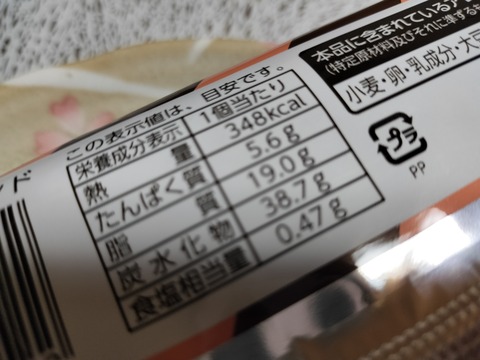 この表示値は、目安です。
栄養成分表示 1個当たり
熱量 348kcal
たんぱく質 5.6g
脂質 19.0g
炭水化物 38.7g
食塩相当量 0.47g
本品に含まれているア
(特定原材料及びそれに準ずる
小麦・卵・乳成分・大豆
プラ
PP
ンド